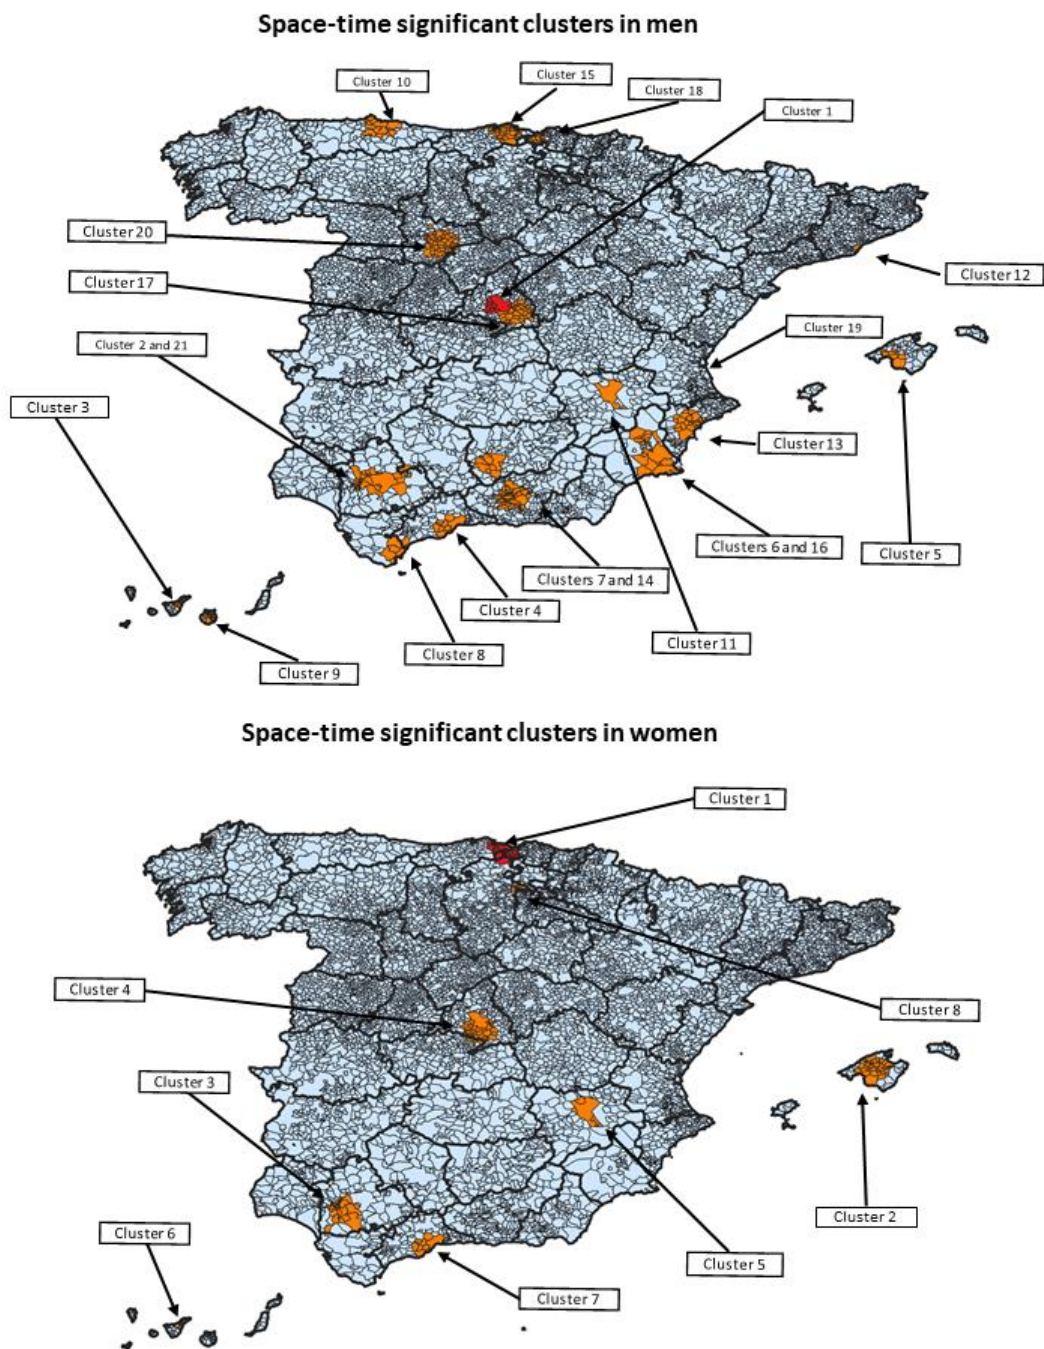 Space-time significant clusters in men
Cluster 15
Cluster 10
Cluster 18
Cluster 1
Cluster 20
Cluster 12
Cluster 17
Cluster 19
Cluster 2 and 21
Cluster 3
Cluster 13
Clusters 6 and 16
Cluster 5
Clusters 7 and 14
Cluster 4
Cluster 11
Cluster 8
Cluster 9
Space-time significant clusters in women
Cluster 1
Cluster 4
Cluster 8
Cluster 3
Cluster 2
Cluster 6
Cluster 5
Cluster 7